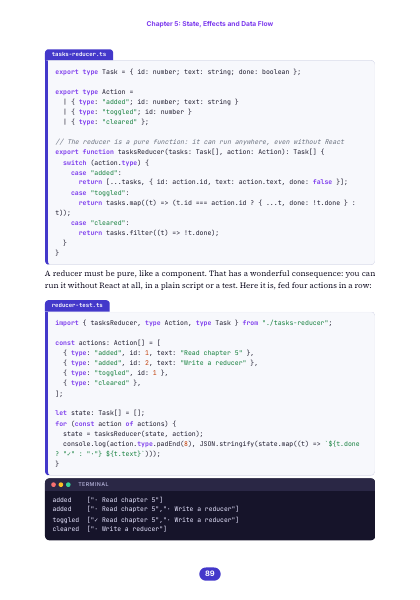 Chapter 5: State, Effects and Data Flow
tasks-reducer.ts
export type Task = { id: number; text: string; done: boolean };
export type Action =
  | { type: "added"; id: number; text: string }
  | { type: "toggled"; id: number }
  | { type: "cleared" };
// The reducer is a pure function: it can run anywhere, even without React
export function tasksReducer(tasks: Task[], action: Action): Task[] {
  switch (action.type) {
    case "added":
      return [...tasks, { id: action.id, text: action.text, done: false }];
    case "toggled":
      return tasks.map((t) => (t.id === action.id ? { ...t, done: !t.done } :
t));
    case "cleared":
      return tasks.filter((t) => !t.done);
  }
}
A reducer must be pure, like a component. That has a wonderful consequence: you can
run it without React at all, in a plain script or a test. Here it is, fed four actions in a row:
reducer-test.ts
import { tasksReducer, type Action, type Task } from "./tasks-reducer";
const actions: Action[] = [
  { type: "added", id: 1, text: "Read chapter 5" },
  { type: "added", id: 2, text: "Write a reducer" },
  { type: "toggled", id: 1 },
  { type: "cleared" },
];
let state: Task[] = [];
for (const action of actions) {
  state = tasksReducer(state, action);
  console.log(action.type.padEnd(8), JSON.stringify(state.map((t) => `${t.done
? "✓" : "·"} ${t.text}`)));
}
TERMINAL
added    ["· Read chapter 5"]
added    ["· Read chapter 5","· Write a reducer"]
toggled  ["✓ Read chapter 5","· Write a reducer"]
cleared  ["· Write a reducer"]
89